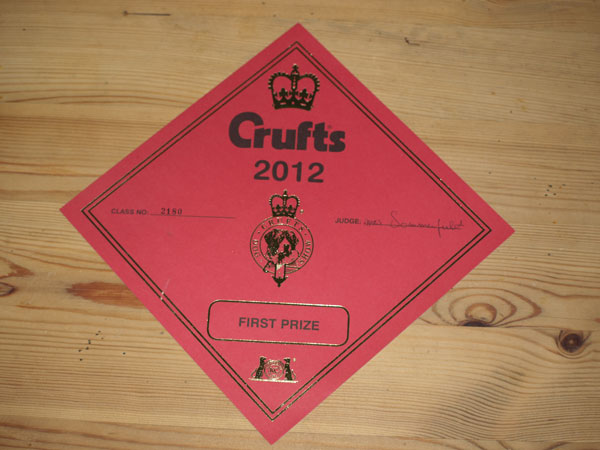 Crufts
2012
CLASS NO. 2180
JUDGE:
FIRST PRIZE